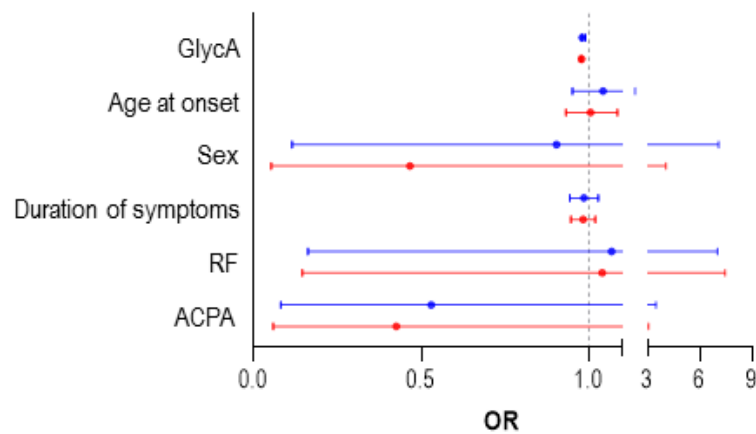 GlycA
Age at onset
Sex
Duration of symptoms
RF
ACPA
0.0 0.5 1.0 3 6 9
OR